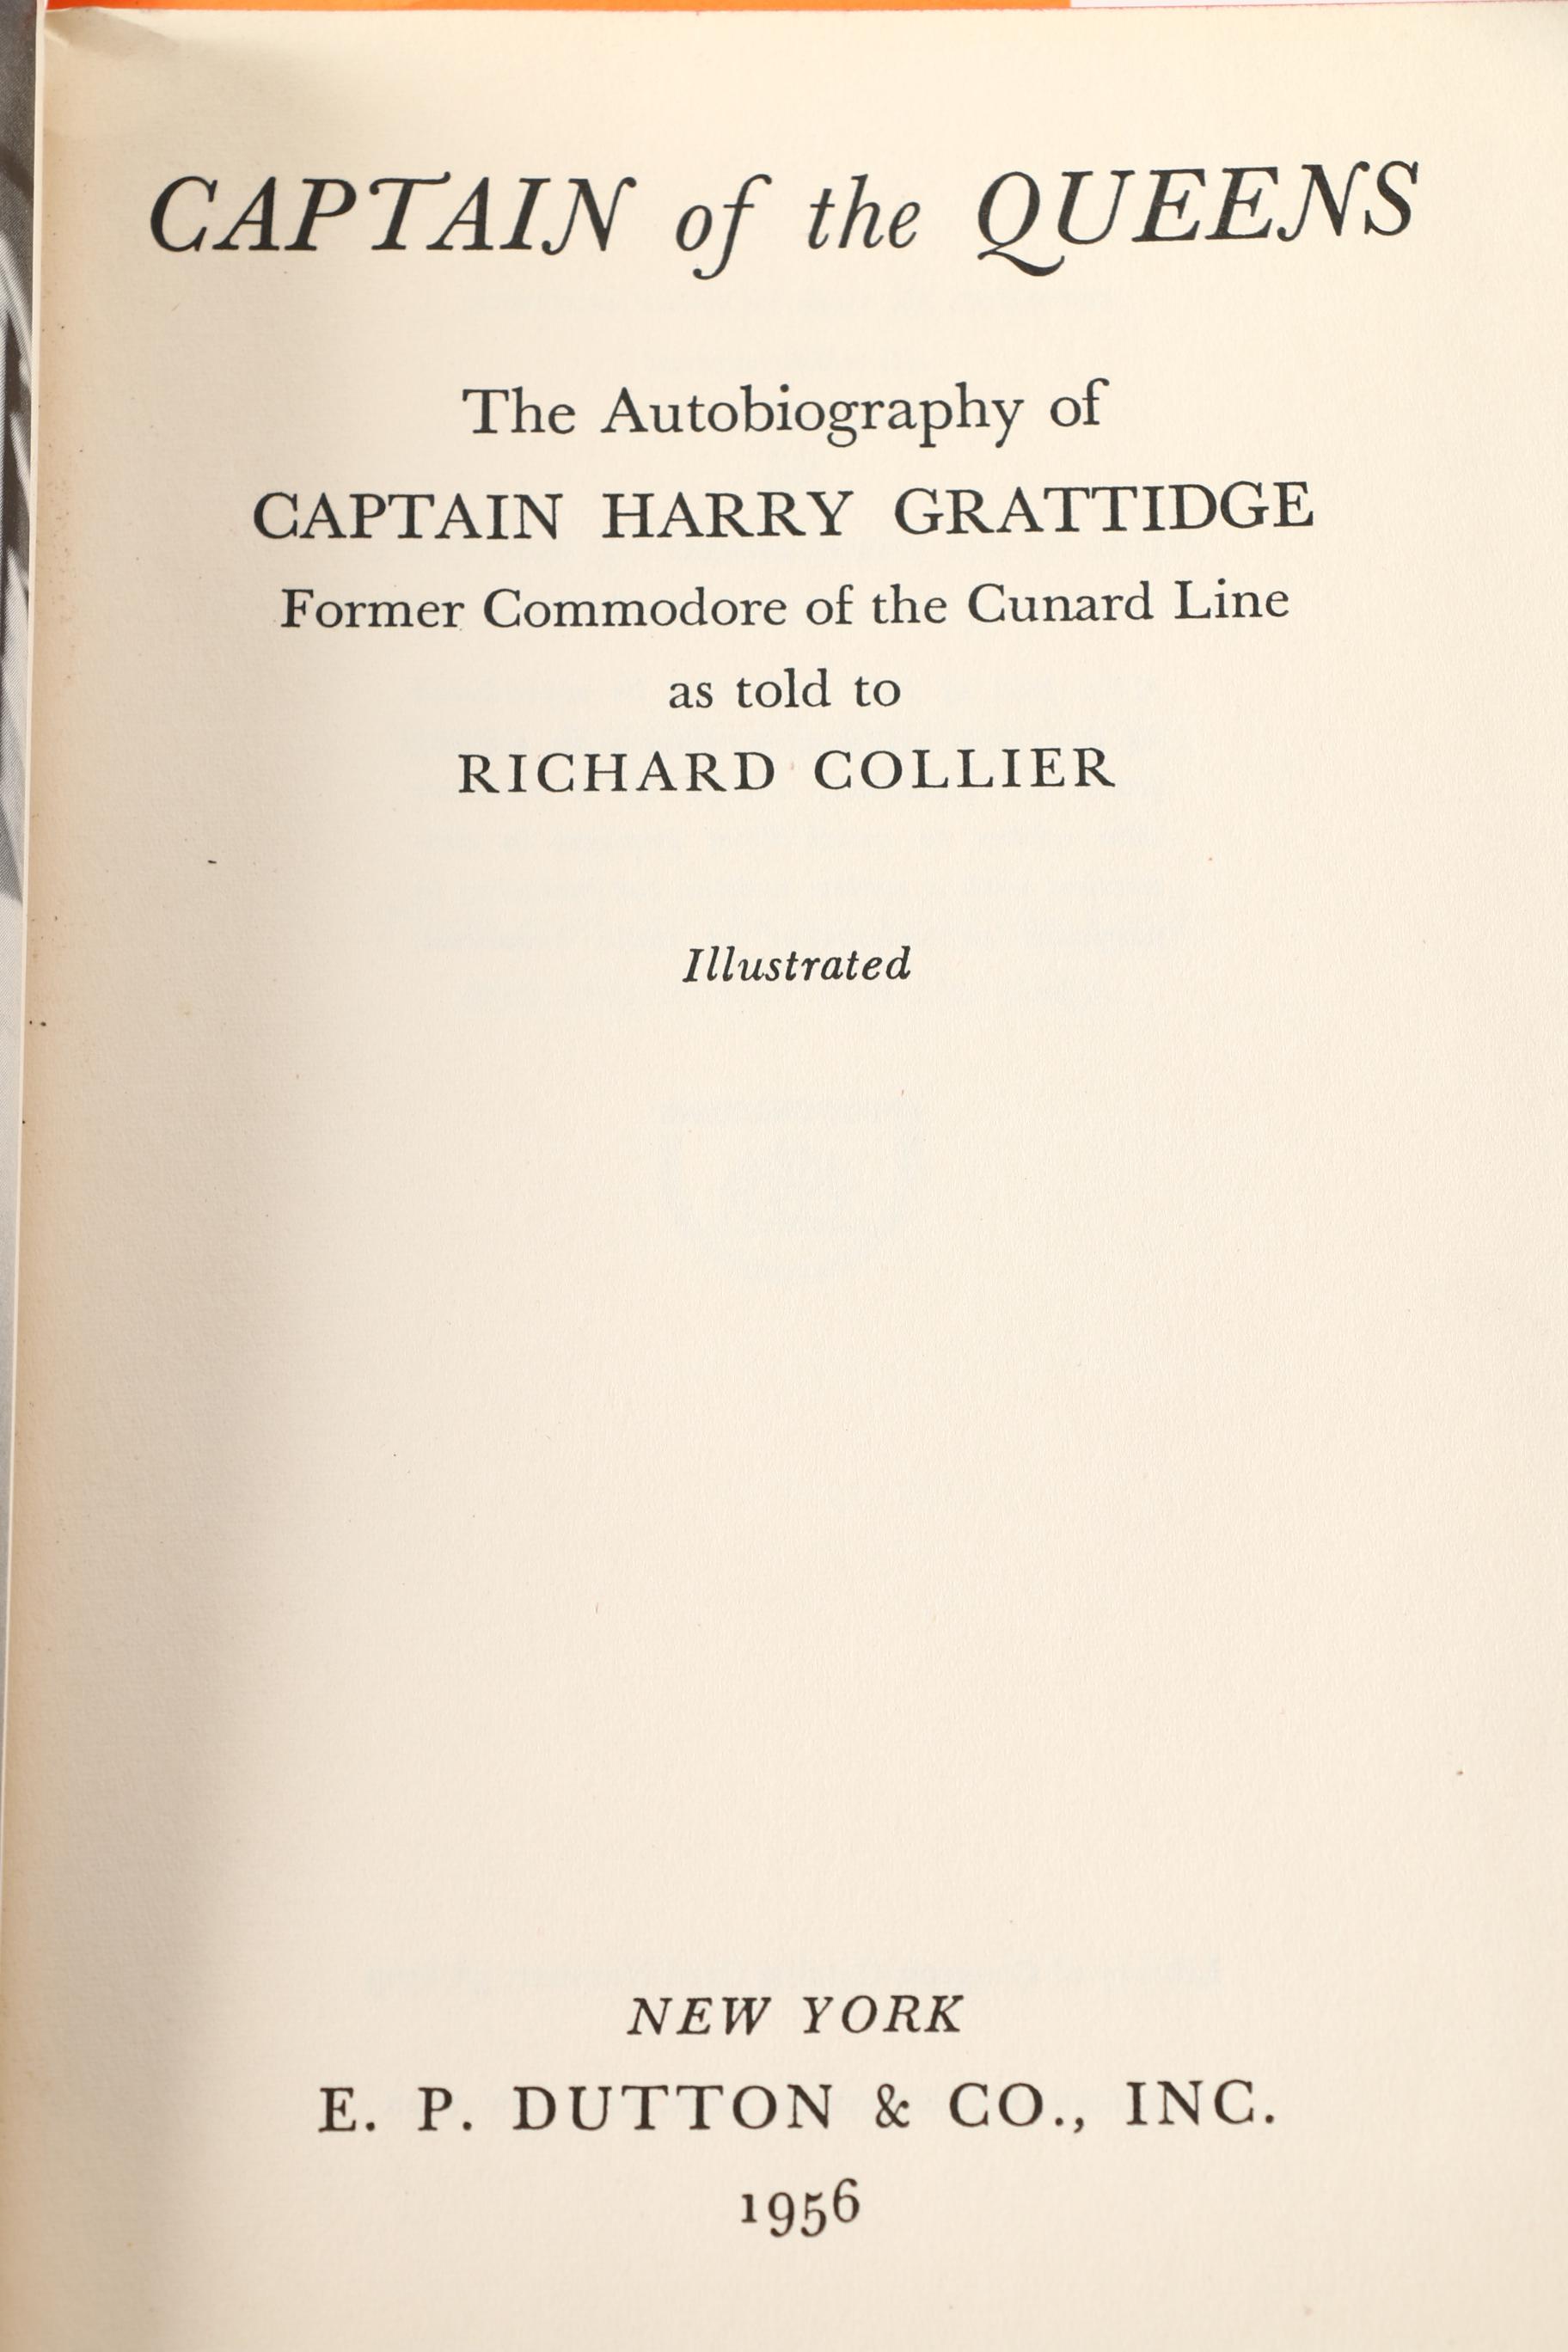 CAPTAIN of the QUEENS
The Autobiography of
CAPTAIN HARRY GRATTIDGE
Former Commodore of the Cunard Line
as told to
RICHARD COLLIER
Illustrated
NEW YORK
E. P. DUTTON & CO., INC.
1956